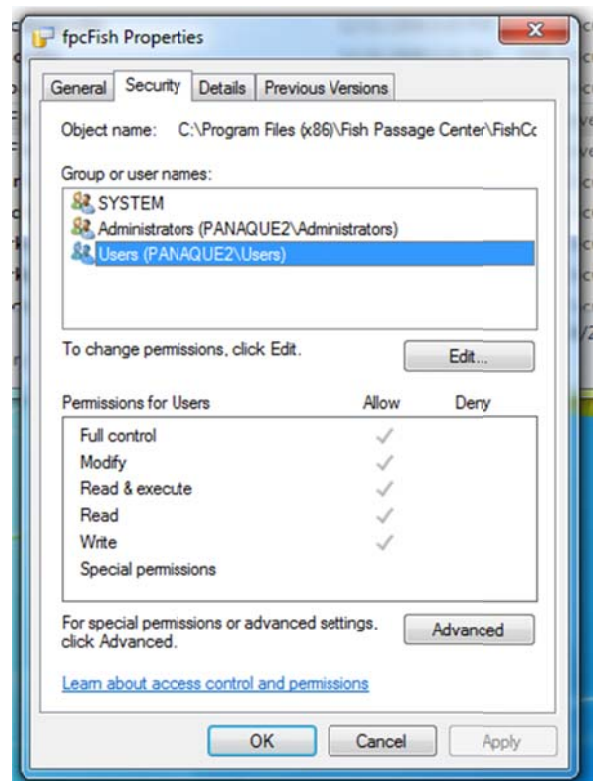 fpcFish Properties
General Security Details Previous Versions
Object name: C:\Program Files (x86)\Fish Passage Center\FishCc
Group or user names:
SYSTEM
Administrators (PANAQUE2\Administrators)
Users (PANAQUE2\Users)
To change permissions, click Edit.
Edit...
Permissions for Users Allow Deny
Full control
Modify
Read & execute
Read
Write
Special permissions
For special permissions or advanced settings,
click Advanced.
Advanced
Learn about access control and permissions
OK Cancel Apply